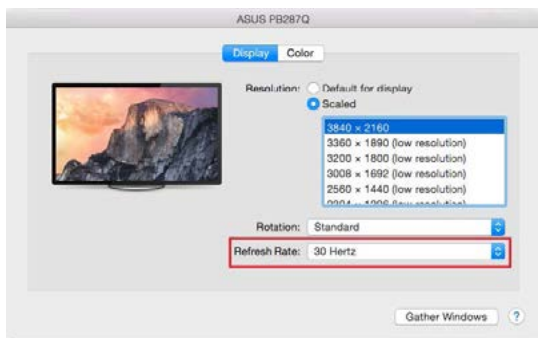 ASUS PB287Q
Display Color
Resolution: Default for display
Scaled
3840 × 2160
3360 × 1890 (low resolution)
3200 × 1800 (low resolution)
3008 × 1692 (low resolution)
2560 × 1440 (low resolution)
Rotation: Standard
Refresh Rate: 30 Hertz
Gather Windows ?